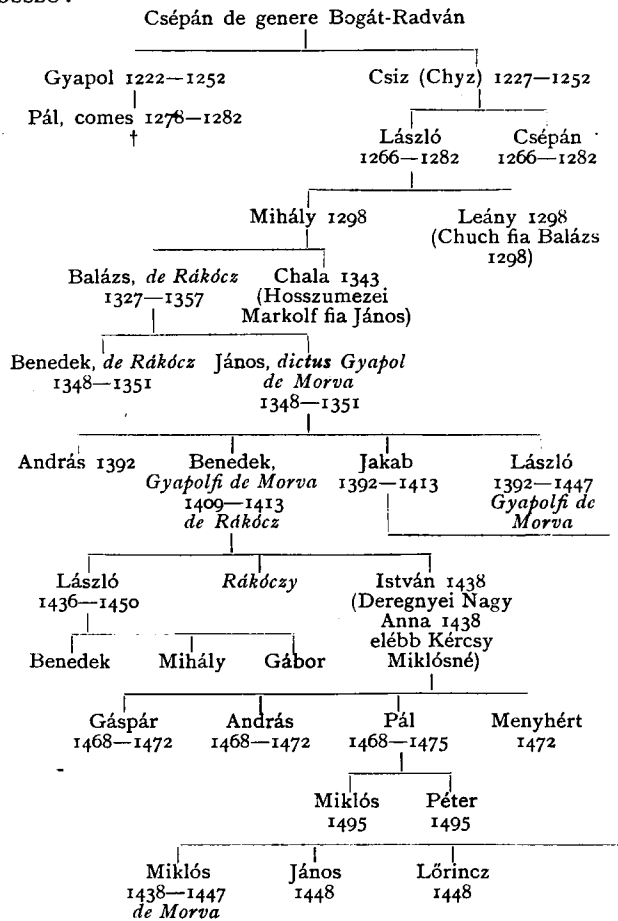 Csépán de genere Bogát-Radván
Gyapol 1222—1252 Csiz (Chyz) 1227—1252
Pál, comes 1278—1282
†
László Csépán
1266—1282 1266—1282
Mihály 1298 Leány 1298
(Chuch fia Balázs
1298)
Balázs, de Rákócz Chala 1343
1327—1357 (Hosszumezei
Markolf fia János)
Benedek, de Rákócz János, dictus Gyapol
1348—1351 de Morva
1348—1351
András 1392 Benedek, Jakab László
Gyapolfi de Morva 1392—1413 1392—1447
1409—1413 Gyapolfi de
de Rákócz Morva
László Rákóczy István 1438
1436—1450 (Deregnyei Nagy
Anna 1438
elébb Kércsy
Benedek Mihály Gábor Miklósné)
Gáspár András Pál Menyhért
1468—1472 1468—1472 1468—1475 1472
Miklós Péter
1495 1495
Miklós János Lőrincz
1438—1447 1448 1448
de Morva